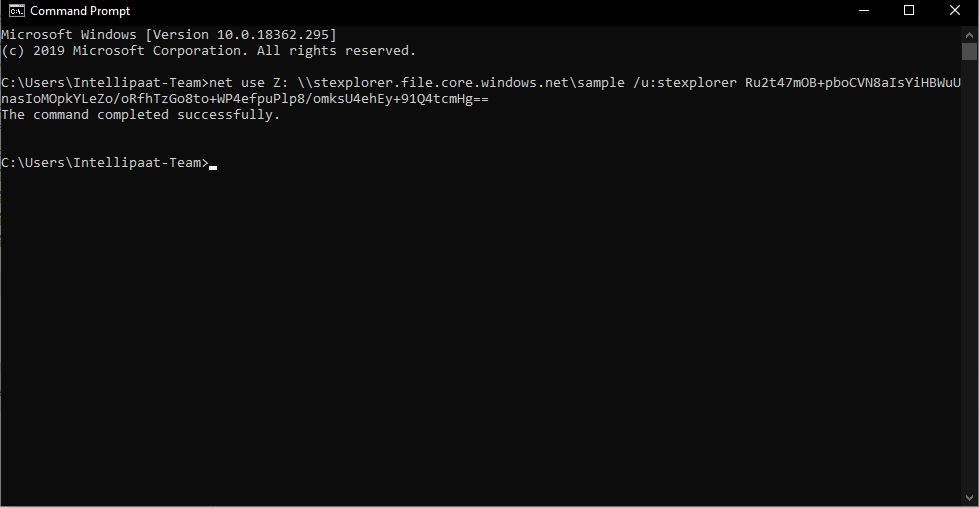 Command Prompt
Microsoft Windows [Version 10.0.18362.295]
(c) 2019 Microsoft Corporation. All rights reserved.
C:\Users\Intellipaat-Team>net use Z: \\stexplorer.file.core.windows.net\sample /u:stexplorer Ru2t47mOB+pboCVN8aIsYiHBWuU
nasIoMOpkYLeZo/oRfhTzGo8to+WP4efpuPlp8/omksU4ehEy+91Q4tcmHg==
The command completed successfully.
C:\Users\Intellipaat-Team>